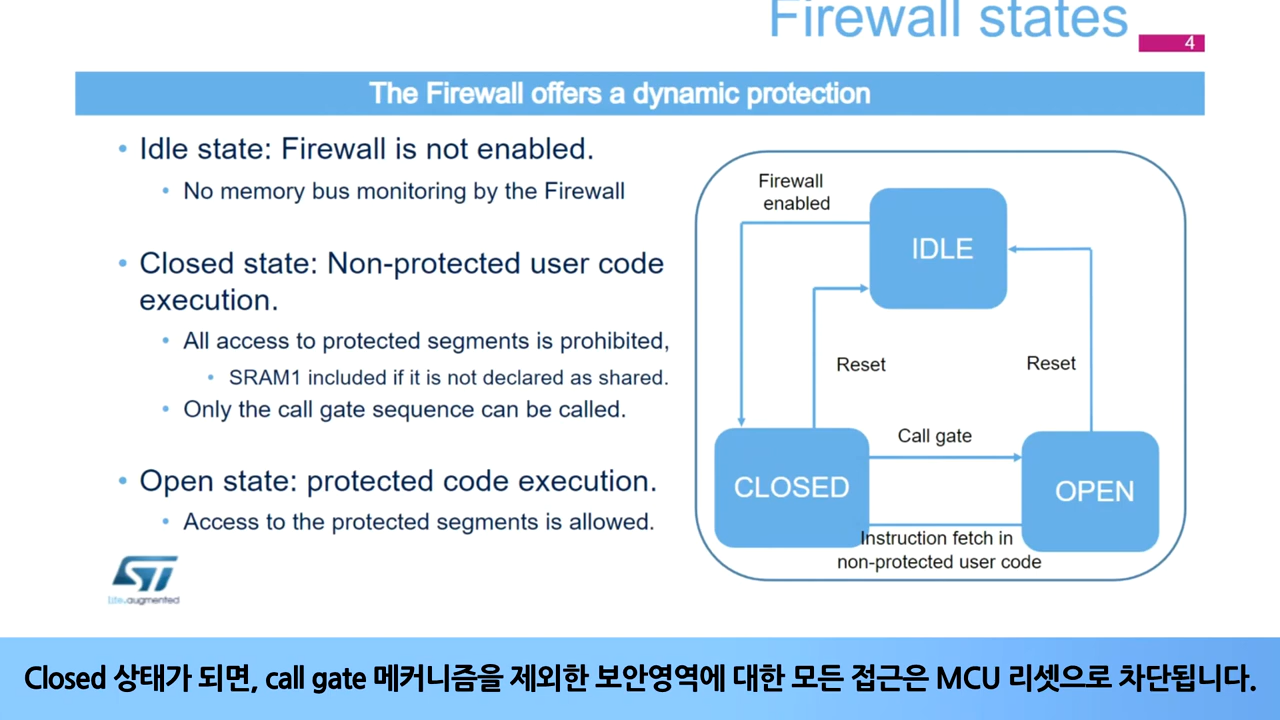 Firewall states
4
The Firewall offers a dynamic protection
• Idle state: Firewall is not enabled.
• No memory bus monitoring by the Firewall
• Closed state: Non-protected user code
execution.
• All access to protected segments is prohibited,
• SRAM1 included if it is not declared as shared.
• Only the call gate sequence can be called.
• Open state: protected code execution.
• Access to the protected segments is allowed.
Firewall
enabled
IDLE
Reset
Reset
Call gate
CLOSED
OPEN
Instruction fetch in
non-protected user code
ST
life.augmented
Closed 상태가 되면, call gate 메커니즘을 제외한 보안영역에 대한 모든 접근은 MCU 리셋으로 차단됩니다.